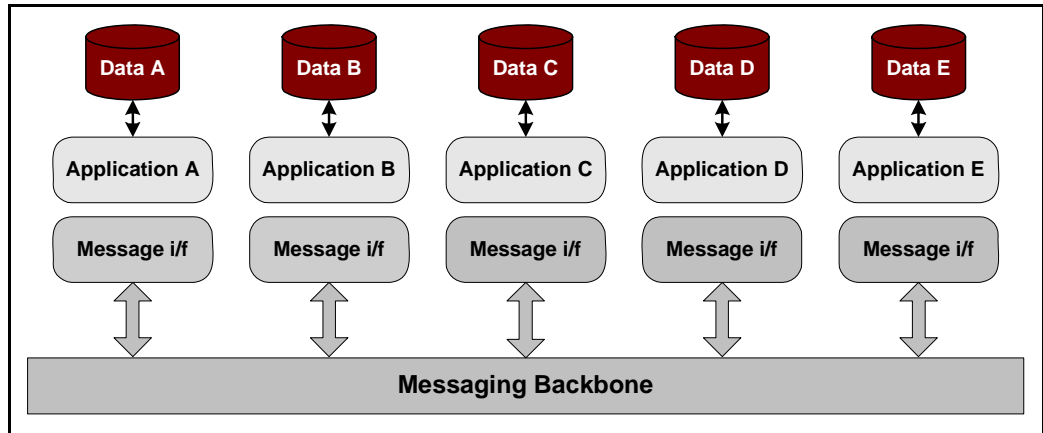 Data A
Data B
Data C
Data D
Data E
Application A
Application B
Application C
Application D
Application E
Message i/f
Message i/f
Message i/f
Message i/f
Message i/f
Messaging Backbone